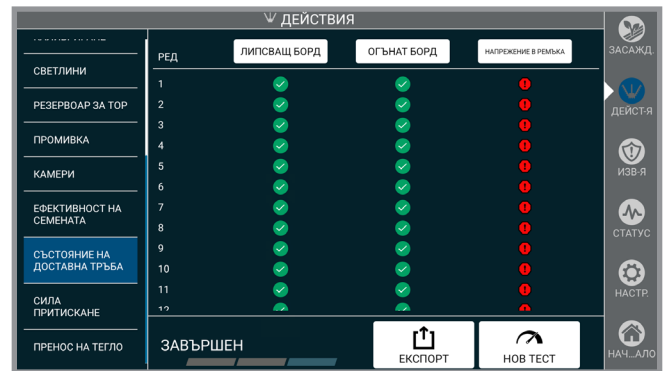 ДЕЙСТВИЯ
СВЕТЛИНИ
РЕЗЕРВОАР ЗА ТОР
ПРОМИВКА
КАМЕРИ
ЕФЕКТИВНОСТ НА
СЕМЕНАТА
СЪСТОЯНИЕ НА
ДОСТАВНА ТРЪБА
СИЛА
ПРИТИСКАНЕ
ПРЕНОС НА ТЕГЛО
РЕД
ЛИПСВАЩ БОРД
ОГЪНАТ БОРД
НАПРЕЖЕНИЕ В РЕМЪКА
1
2
3
4
5
6
7
8
9
10
11
12
ЗАВЪРШЕН
ЕКСПОРТ
НОВ ТЕСТ
ЗАСАЖД.
ДЕЙСТ-Я
ИЗВ-Я
СТАТУС
НАСТР.
НАЧ...АЛО